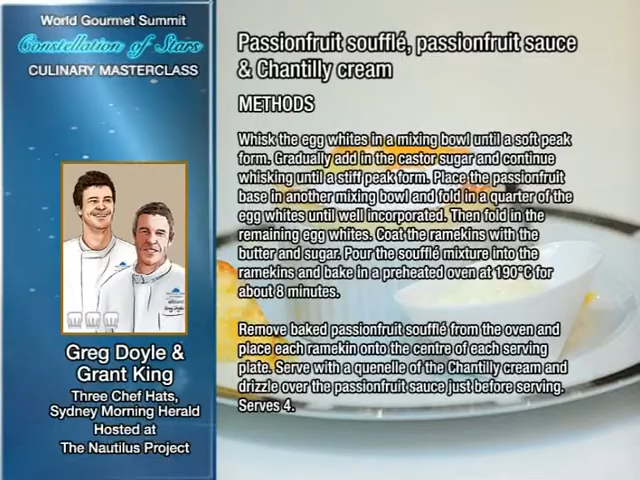 World Gourmet Summit
Constellation of Stars
CULINARY MASTERCLASS
Greg Doyle &
Grant King
Three Chef Hats,
Sydney Morning Herald
Hosted at
The Nautilus Project
Passionfruit soufflé, passionfruit sauce
& Chantilly cream
METHODS
Whisk the egg whites in a mixing bowl until a soft peak
form. Gradually add in the castor sugar and continue
whisking until a stiff peak form. Place the passionfruit
base in another mixing bowl and fold in a quarter of the
egg whites until well incorporated. Then fold in the
remaining egg whites. Coat the ramekins with the
butter and sugar. Pour the soufflé mixture into the
ramekins and bake in a preheated oven at 190°C for
about 8 minutes.
Remove baked passionfruit soufflé from the oven and
place each ramekin onto the centre of each serving
plate. Serve with a quenelle of the Chantilly cream and
drizzle over the passionfruit sauce just before serving.
Serves 4.